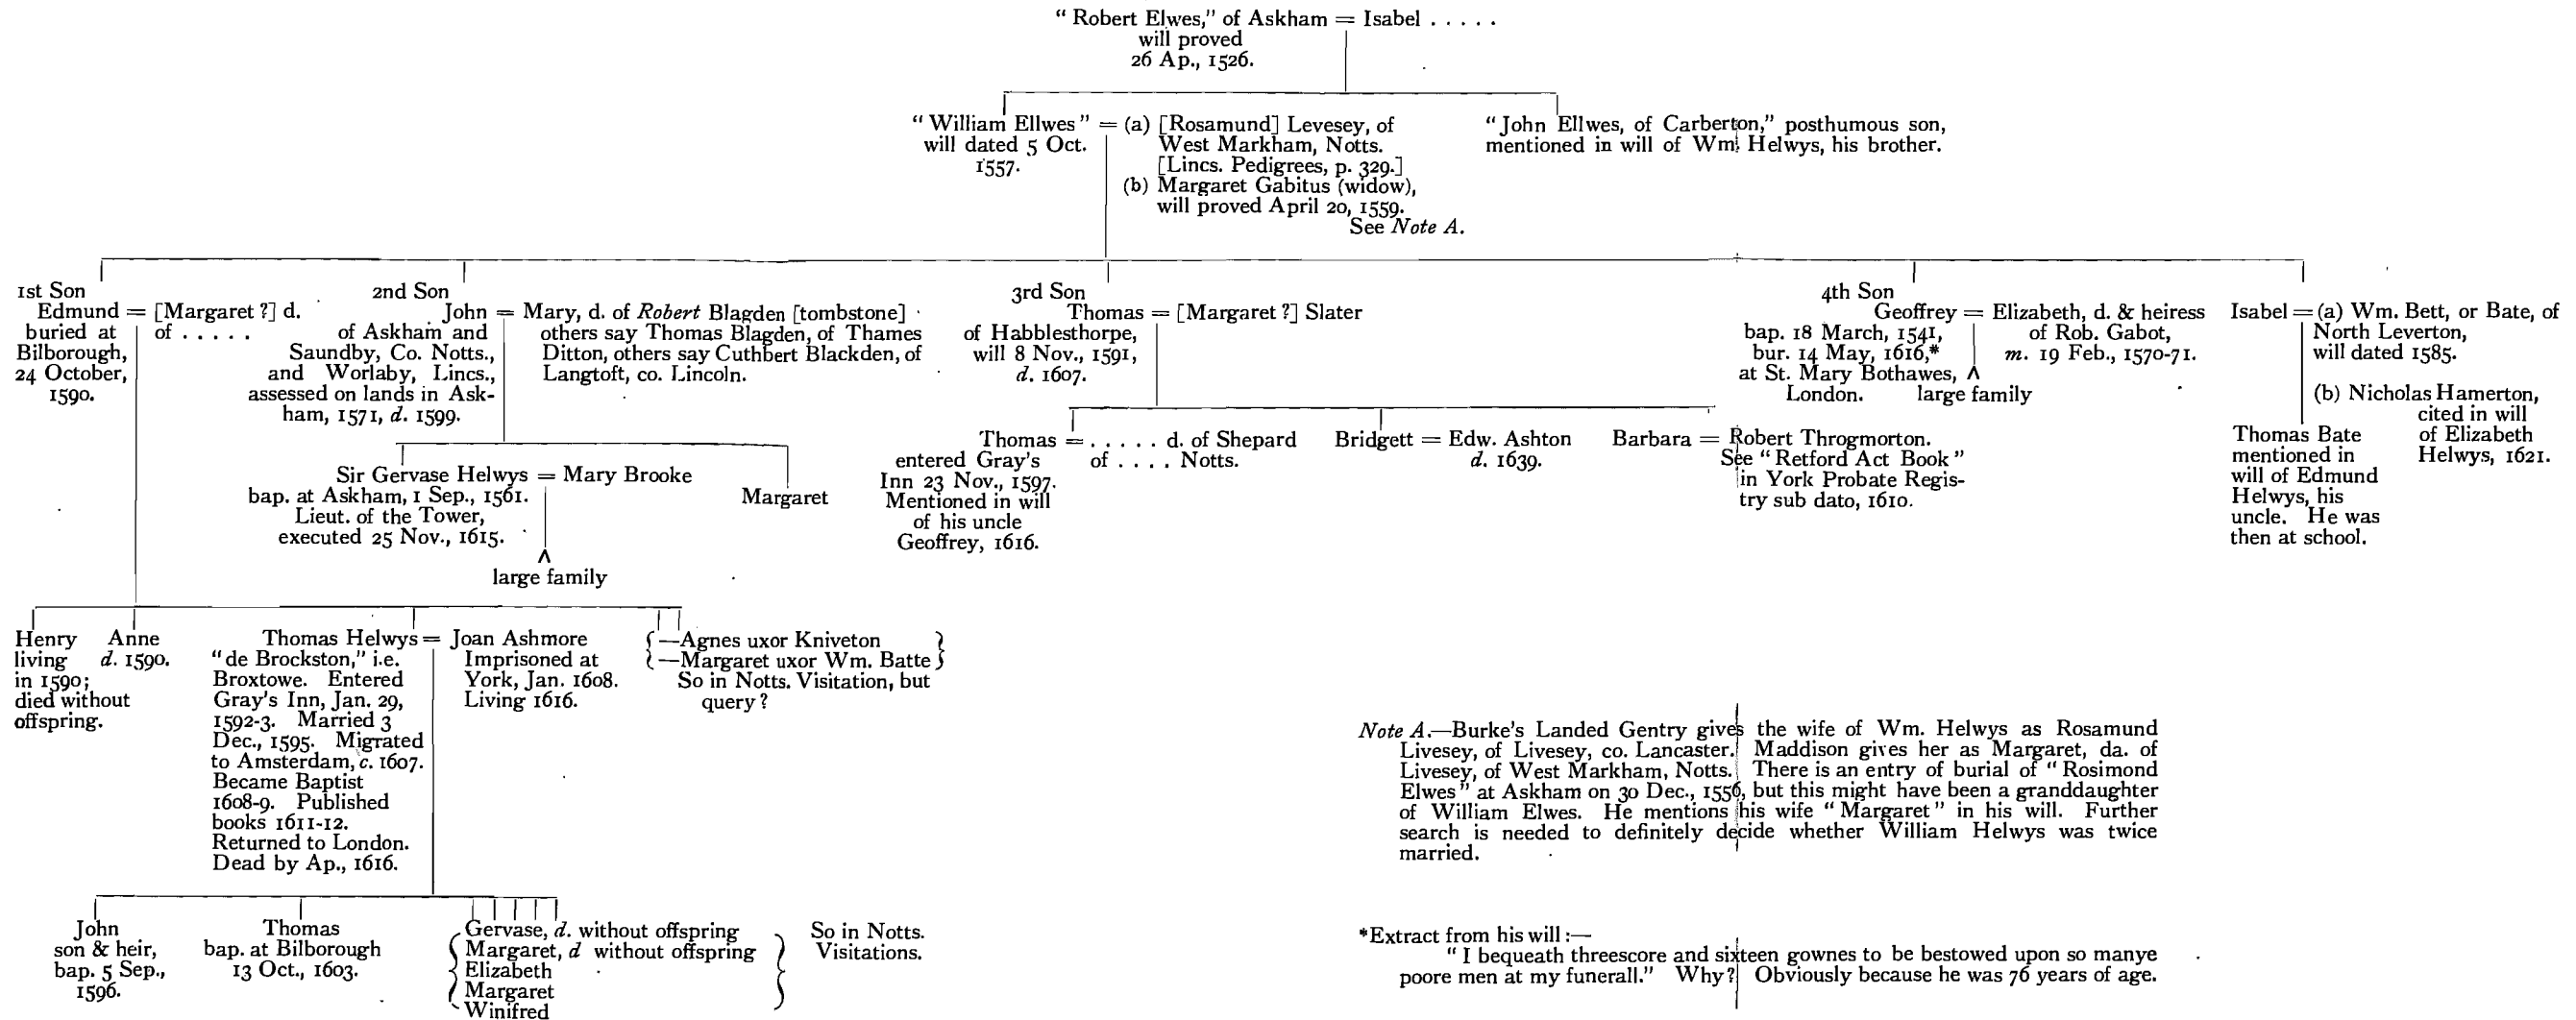 “ Robert Elwes,” of Askham = Isabel . . . . .
will proved
26 Ap., 1526.
“ William Ellwes ” = (a) [Rosamund] Levesey, of
will dated 5 Oct.
1557.
West Markham, Notts.
[Lincs. Pedigrees, p. 329.]
(b) Margaret Gabitus (widow),
will proved April 20, 1559.
See Note A.
“ John Ellwes, of Carberton,” posthumous son,
mentioned in will of Wm. Helwys, his brother.
1st Son
Edmund = [Margaret ?] d.
buried at
Bilborough,
24 October,
1590.
of . . . . .
2nd Son
John = Mary, d. of Robert Blagden [tombstone]
of Askham and
Saundby, Co. Notts.,
and Worlaby, Lincs.,
assessed on lands in Ask-
ham, 1571, d. 1599.
others say Thomas Blagden, of Thames
Ditton, others say Cuthbert Blackden, of
Langtoft, co. Lincoln.
3rd Son
Thomas = [Margaret ?] Slater
of Habblesthorpe,
will 8 Nov., 1591,
d. 1607.
4th Son
Geoffrey = Elizabeth, d. & heiress
bap. 18 March, 1541,
bur. 14 May, 1616,*
at St. Mary Bothawes,
London.
of Rob. Gabot,
m. 19 Feb., 1570-71.
large family
Isabel = (a) Wm. Bett, or Bate, of
North Leverton,
will dated 1585.
(b) Nicholas Hamerton,
cited in will
of Elizabeth
Helwys, 1621.
Thomas Bate
mentioned in
will of Edmund
Helwys, his
uncle. He was
then at school.
Sir Gervase Helwys = Mary Brooke
bap. at Askham, 1 Sep., 1561.
Lieut. of the Tower,
executed 25 Nov., 1615.
large family
Margaret
Thomas = . . . . . d. of Shepard
entered Gray's
Inn 23 Nov., 1597.
Mentioned in will
of his uncle
Geoffrey, 1616.
of . . . . Notts.
Bridgett = Edw. Ashton
d. 1639.
Barbara = Robert Throgmorton.
See “ Retford Act Book ”
in York Probate Regis-
try sub dato, 1610.
Henry
living
in 1590;
died without
offspring.
Anne
d. 1590.
Thomas Helwys = Joan Ashmore
“ de Brockston,” i.e.
Broxtowe. Entered
Gray's Inn, Jan. 29,
1592-3. Married 3
Dec., 1595. Migrated
to Amsterdam, c. 1607.
Became Baptist
1608-9. Published
books 1611-12.
Returned to London.
Dead by Ap., 1616.
Imprisoned at
York, Jan. 1608.
Living 1616.
—Agnes uxor Kniveton
—Margaret uxor Wm. Batte
So in Notts. Visitation, but
query ?
John
son & heir,
bap. 5 Sep.,
1596.
Thomas
bap. at Bilborough
13 Oct., 1603.
Gervase, d. without offspring
Margaret, d without offspring
Elizabeth
Margaret
Winifred
So in Notts.
Visitations.
Note A.—Burke's Landed Gentry gives the wife of Wm. Helwys as Rosamund
Livesey, of Livesey, co. Lancaster. Maddison gives her as Margaret, da. of
Livesey, of West Markham, Notts. There is an entry of burial of “ Rosimond
Elwes ” at Askham on 30 Dec., 1556, but this might have been a granddaughter
of William Elwes. He mentions his wife “ Margaret ” in his will. Further
search is needed to definitely decide whether William Helwys was twice
married.
*Extract from his will :—
“ I bequeath threescore and sixteen gownes to be bestowed upon so manye
poore men at my funerall.” Why? Obviously because he was 76 years of age.